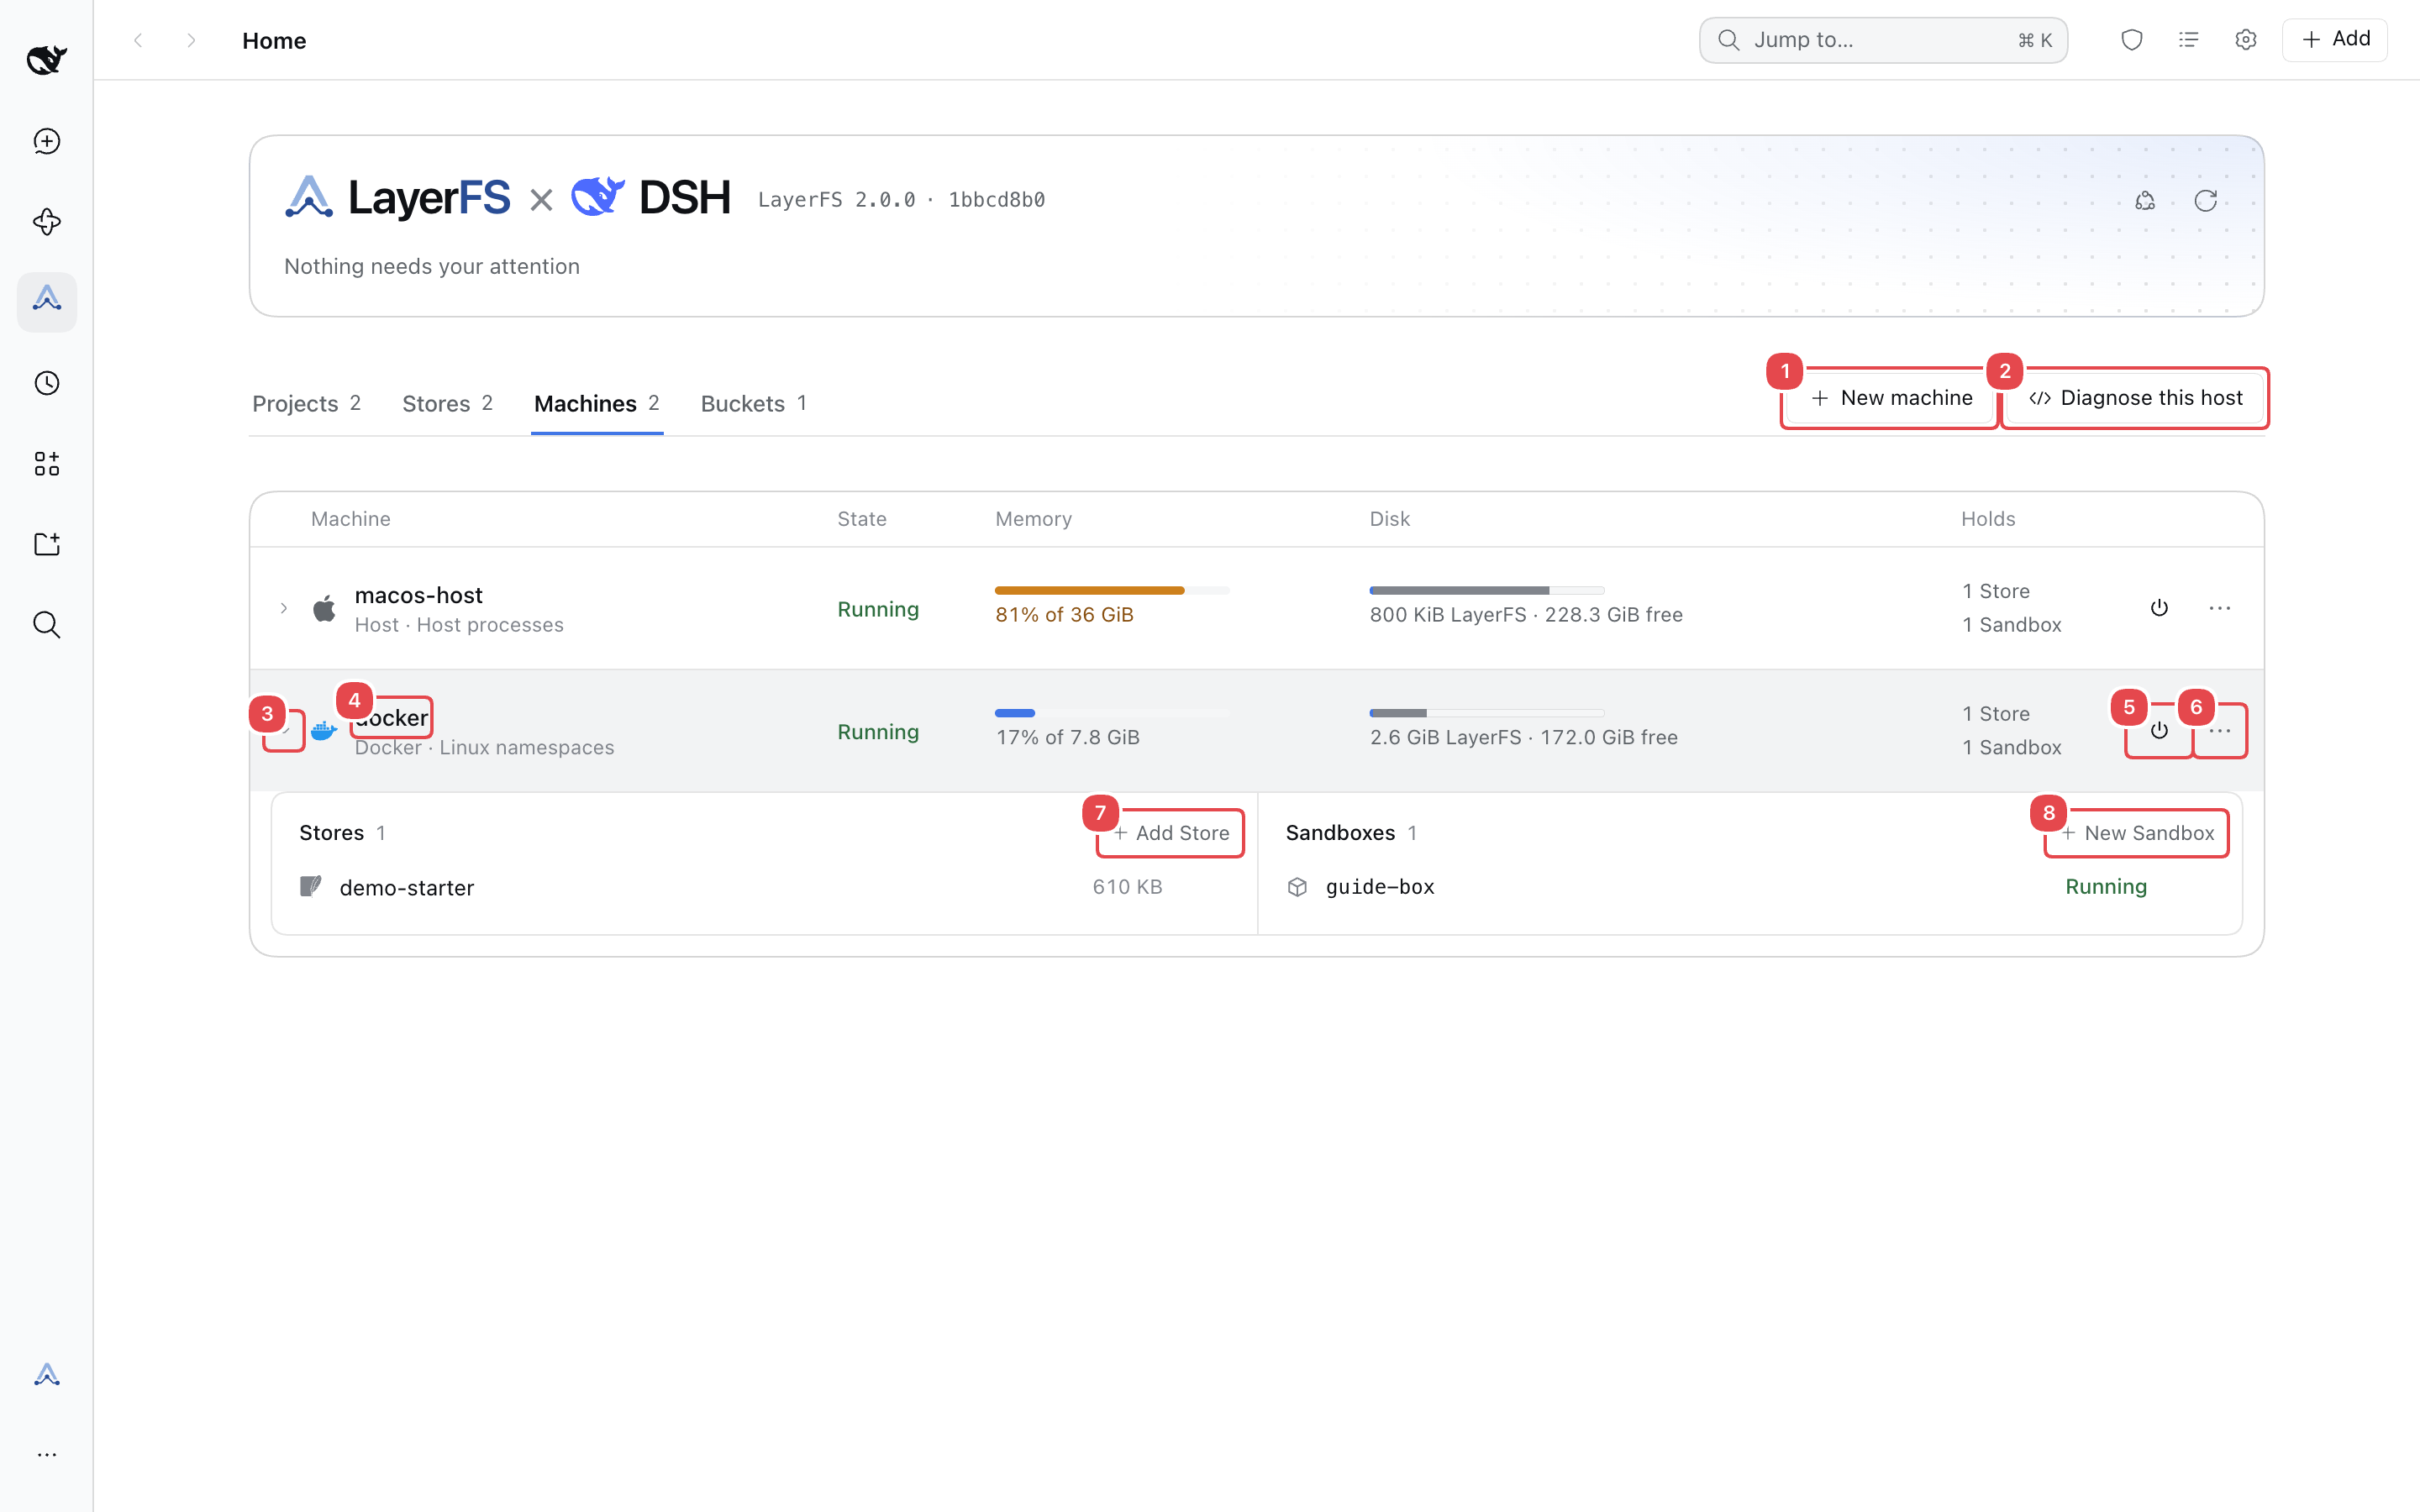 Home
Jump to...
⌘ K
+ Add
LayerFS × DSH LayerFS 2.0.0 · 1bbcd8b0
Nothing needs your attention
Projects 2
Stores 2
Machines 2
Buckets 1
1
+ New machine
2
</> Diagnose this host
Machine State Memory Disk Holds
macos-host
Host · Host processes
Running
81% of 36 GiB
800 KiB LayerFS · 228.3 GiB free
1 Store
1 Sandbox
3
4
docker
Docker · Linux namespaces
Running
17% of 7.8 GiB
2.6 GiB LayerFS · 172.0 GiB free
1 Store
1 Sandbox
5
6
Stores 1
7
+ Add Store
demo-starter 610 KB
Sandboxes 1
8
+ New Sandbox
guide-box Running